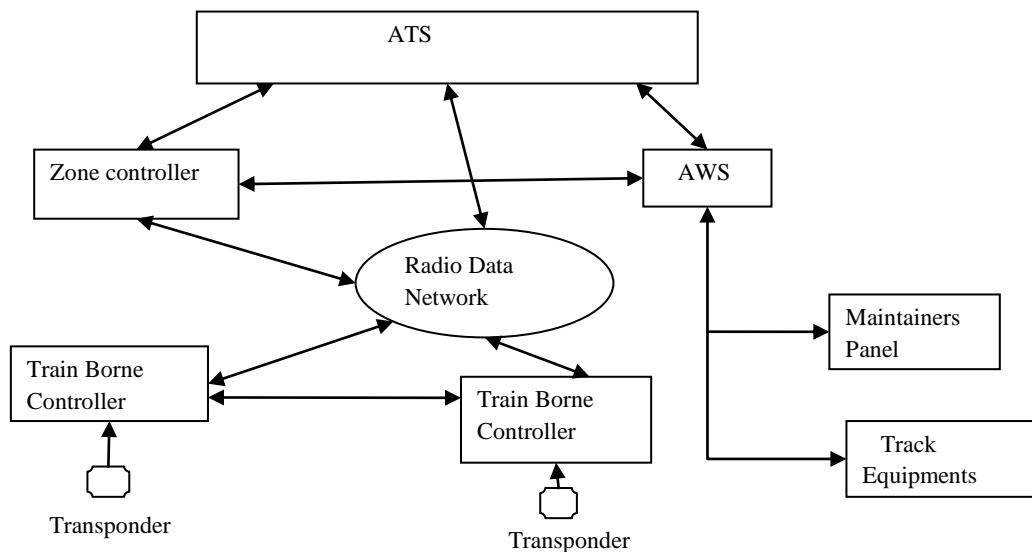 ATS
Zone controller
AWS
Radio Data
Network
Maintainers
Panel
Train Borne
Controller
Train Borne
Controller
Track
Equipments
Transponder
Transponder